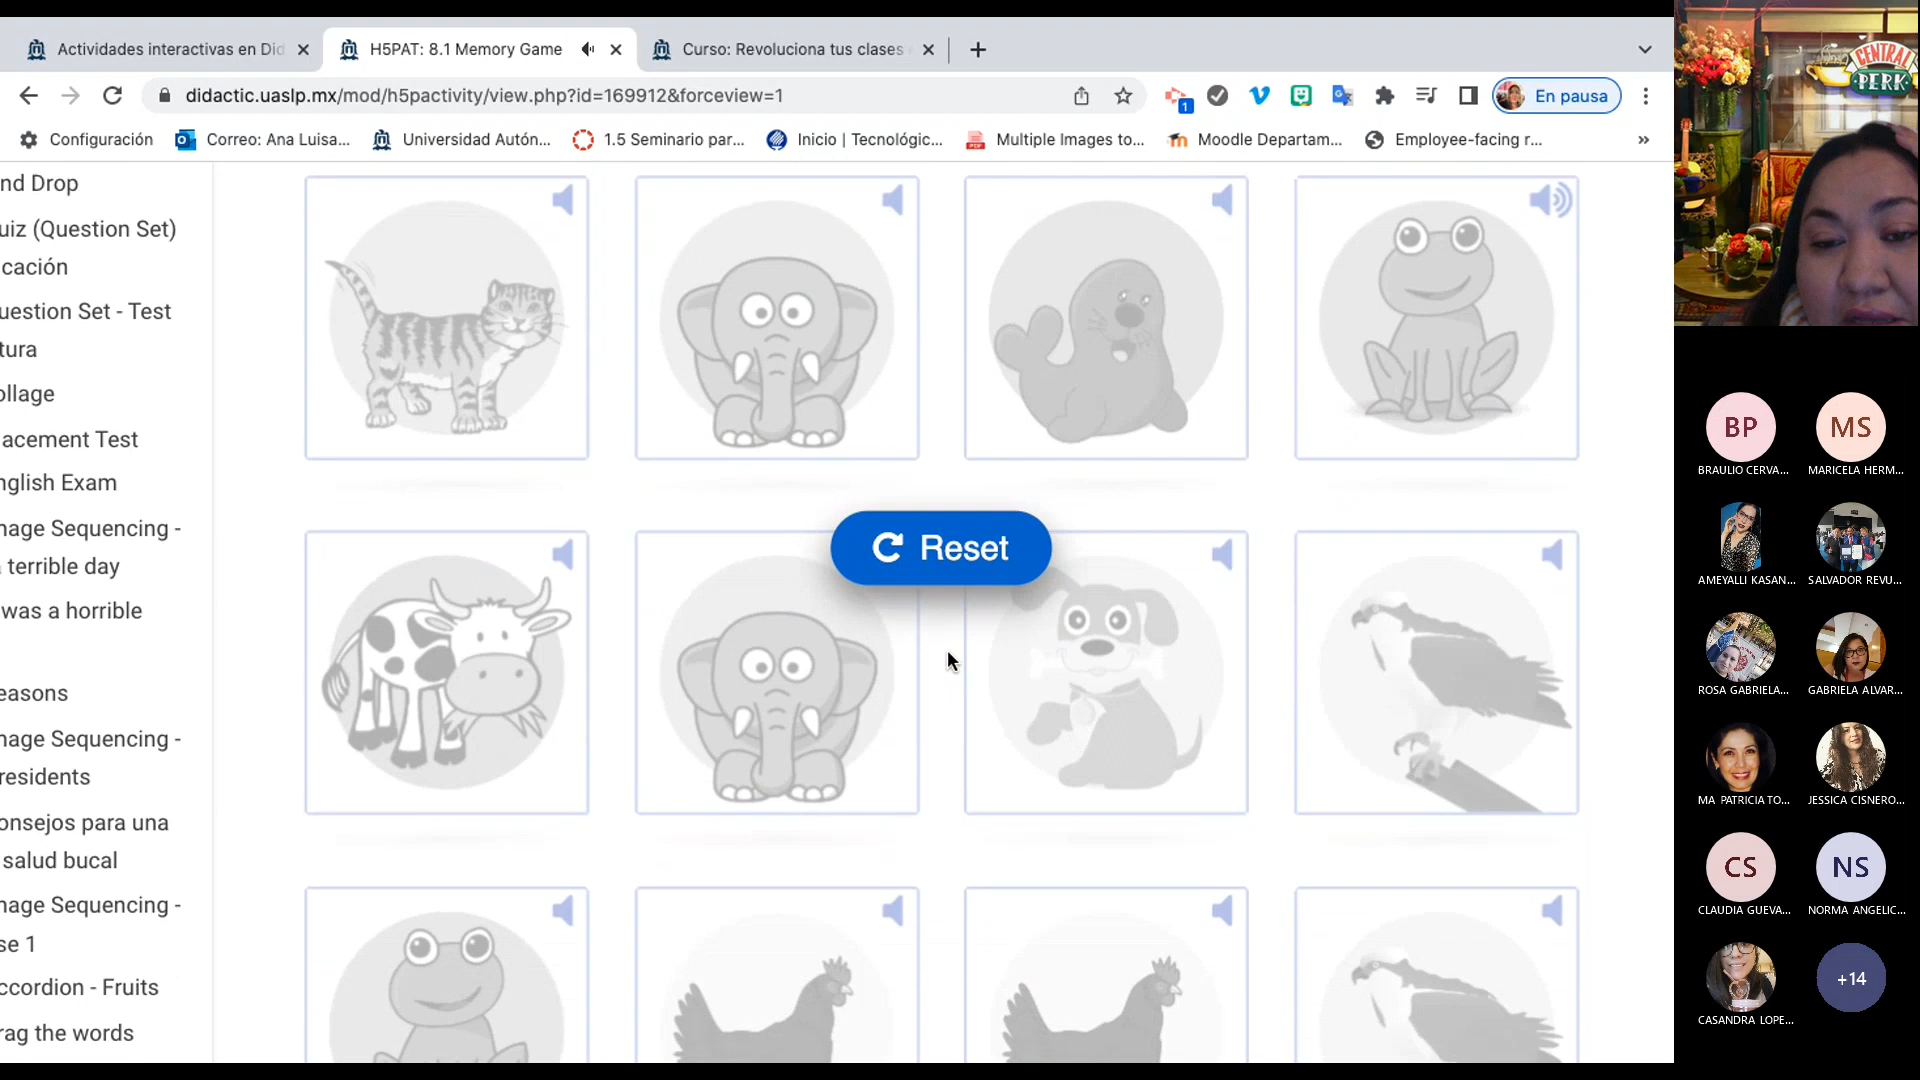 Actividades interactivas en Did
H5PAT: 8.1 Memory Game
Curso: Revoluciona tus clases
didactic.uaslp.mx/mod/h5pactivity/view.php?id=169912&forceview=1
1
En pausa
Configuración
Correo: Ana Luisa...
Universidad Autón...
1.5 Seminario par...
Inicio | Tecnológic...
Multiple Images to...
Moodle Departam...
Employee-facing r...
»
nd Drop
uiz (Question Set)
cación
uestion Set - Test
tura
ollage
acement Test
nglish Exam
nage Sequencing -
terrible day
was a horrible
easons
nage Sequencing -
residents
onsejos para una
salud bucal
nage Sequencing -
se 1
ccordion - Fruits
rag the words
Reset
CENTRAL
PERK
BP
BRAULIO CERVA...
MS
MARICELA HERM...
AMEYALLI KASAN...
SALVADOR REVU...
ROSA GABRIELA...
GABRIELA ALVAR...
MA PATRICIA TO...
JESSICA CISNERO...
CS
CLAUDIA GUEVA...
NS
NORMA ANGELIC...
CASANDRA LOPE...
+14